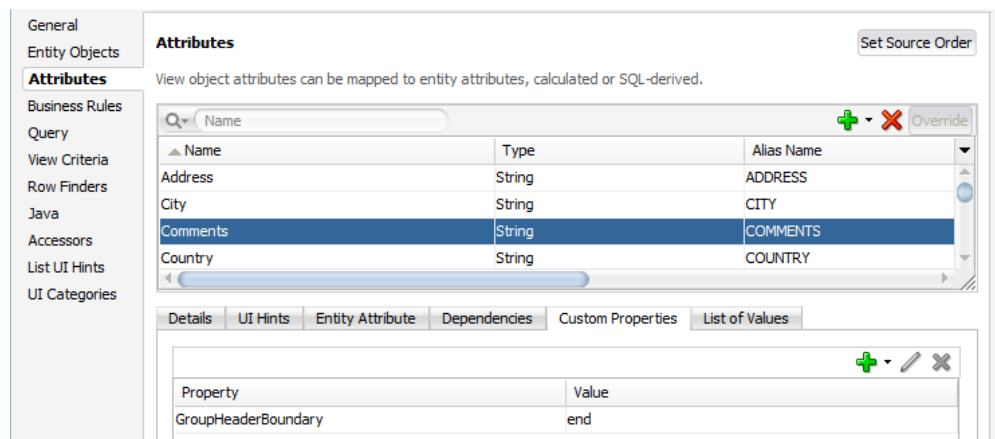 General
Entity Objects
Attributes
Business Rules
Query
View Criteria
Row Finders
Java
Accessors
List UI Hints
UI Categories
Attributes
Set Source Order
View object attributes can be mapped to entity attributes, calculated or SQL-derived.
Name
Override
Name Type Alias Name
Address String ADDRESS
City String CITY
Comments String COMMENTS
Country String COUNTRY
Details UI Hints Entity Attribute Dependencies Custom Properties List of Values
Property Value
GroupHeaderBoundary end